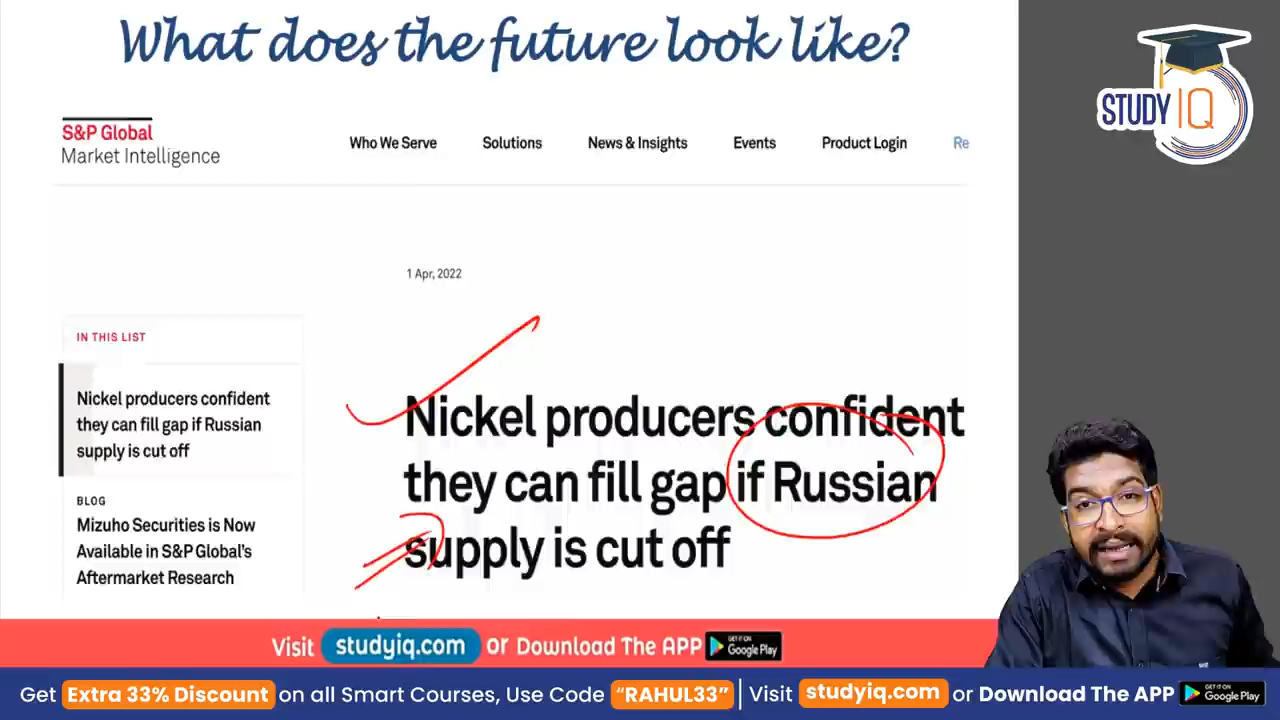 What does the future look like?
STUDY IQ
S&P Global
Market Intelligence
Who We Serve
Solutions
News & Insights
Events
Product Login
Re
1 Apr, 2022
IN THIS LIST
Nickel producers confident
they can fill gap if Russian
supply is cut off
BLOG
Mizuho Securities is Now
Available in S&P Global's
Aftermarket Research
Nickel producers confident
they can fill gap if Russian
supply is cut off
Visit studyiq.com or Download The APP GET IT ON Google Play
Get Extra 33% Discount on all Smart Courses, Use Code “RAHUL33” | Visit studyiq.com or Download The APP GET IT ON Google Play